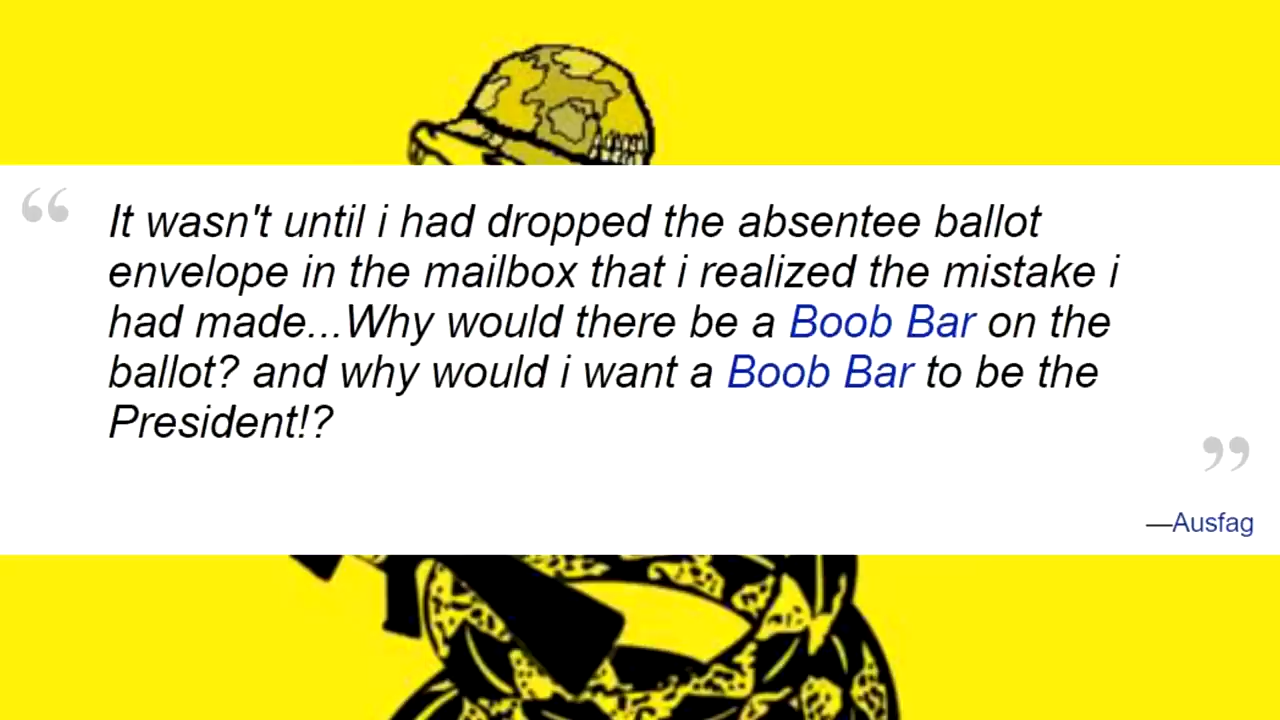 “
It wasn't until i had dropped the absentee ballot
envelope in the mailbox that i realized the mistake i
had made...Why would there be a Boob Bar on the
ballot? and why would i want a Boob Bar to be the
President!?
”
—Ausfag